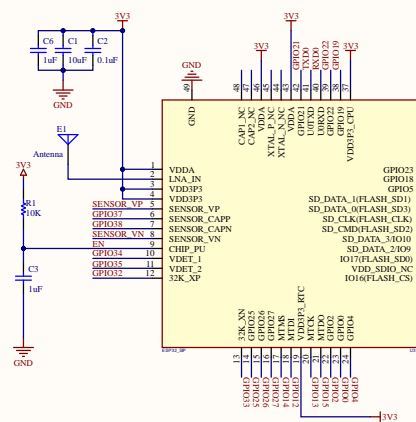 3V3
3V3
C6
C1
C2
1uF
10uF
0.1uF
GND
GND
3V3
GPIO21
TXD0
RXD0
GPIO22
GPIO19
3V3
49
48
47
46
45
44
43
42
41
40
39
38
37
GND
CAP1_NC
CAP2_NC
VDDA
XTAL_P_NC
XTAL_N_NC
VDDA
GPIO21
U0TXD
U0RXD
GPIO22
GPIO19
VDD3P3_CPU
E1
Antenna
3V3
R1
10K
C3
1uF
GND
SENSOR_VP
GPIO37
GPIO38
SENSOR_VN
EN
GPIO34
GPIO35
GPIO32
1 VDDA
2 LNA_IN
3 VDD3P3
4 VDD3P3
5 SENSOR_VP
6 SENSOR_CAPP
7 SENSOR_CAPN
8 SENSOR_VN
9 CHIP_PU
10 VDET_1
11 VDET_2
12 32K_XP
GPIO23
GPIO18
GPIO5
SD_DATA_1(FLASH_SD1)
SD_DATA_0(FLASH_SD3)
SD_CLK(FLASH_CLK)
SD_CMD(FLASH_SD2)
SD_DATA_3/IO10
SD_DATA_2/IO9
IO17(FLASH_SD0)
VDD_SDIO_NC
IO16(FLASH_CS)
32K_XN
GPIO25
GPIO26
GPIO27
MTMS
MTDI
VDD3P3_RTC
MTCK
MTDO
GPIO2
GPIO0
GPIO4
13
14
15
16
17
18
19
20
21
22
23
24
GPIO33
GPIO25
GPIO26
GPIO27
GPIO14
GPIO12
GPIO13
GPIO15
GPIO2
GPIO0
GPIO4
3V3